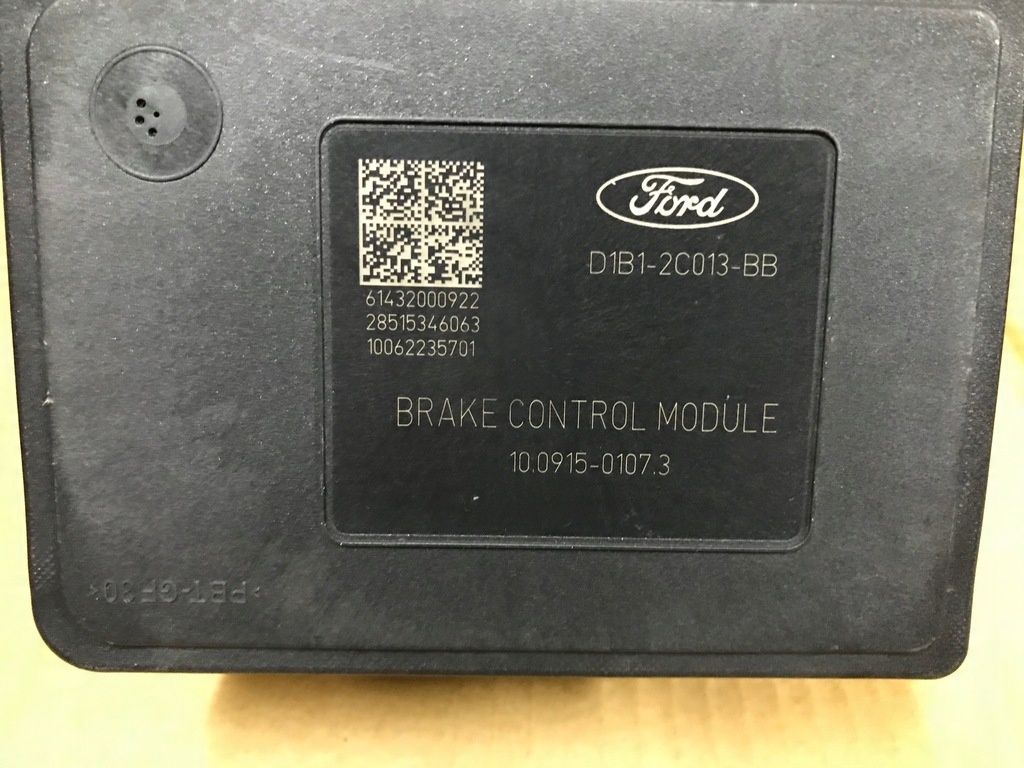 Ford
D1B1-2C013-BB
61432000922
28515346063
10062235701
BRAKE CONTROL MODULE
10.0915-0107.3
>PBT-GF30<